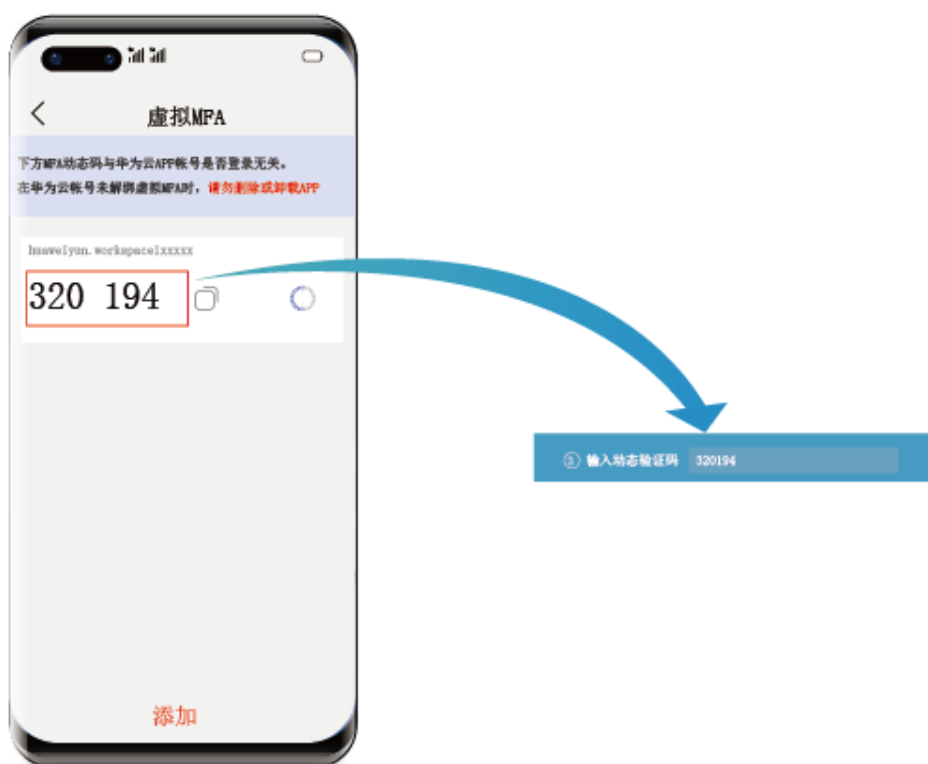 虚拟MFA
下方MFA动态码与华为云APP帐号是否登录无关。
在华为云帐号未解绑虚拟MFA时，请勿删除或卸载APP
huaweiyun.workspacelxxxxx
320 194
③ 输入动态验证码 320194
添加